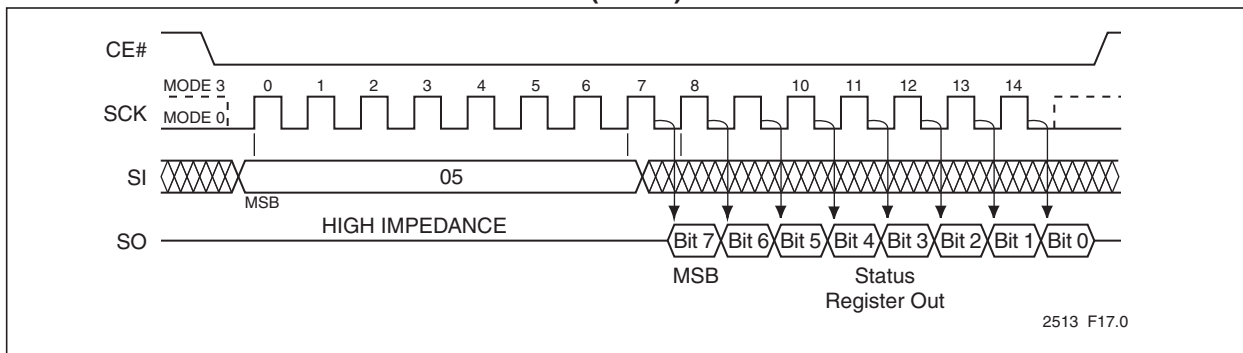 CE#
MODE 3 0 1 2 3 4 5 6 7 8 10 11 12 13 14
SCK
MODE 0
SI
05
MSB
HIGH IMPEDANCE
SO
Bit 7 Bit 6 Bit 5 Bit 4 Bit 3 Bit 2 Bit 1 Bit 0
MSB
Status
Register Out
2513 F17.0